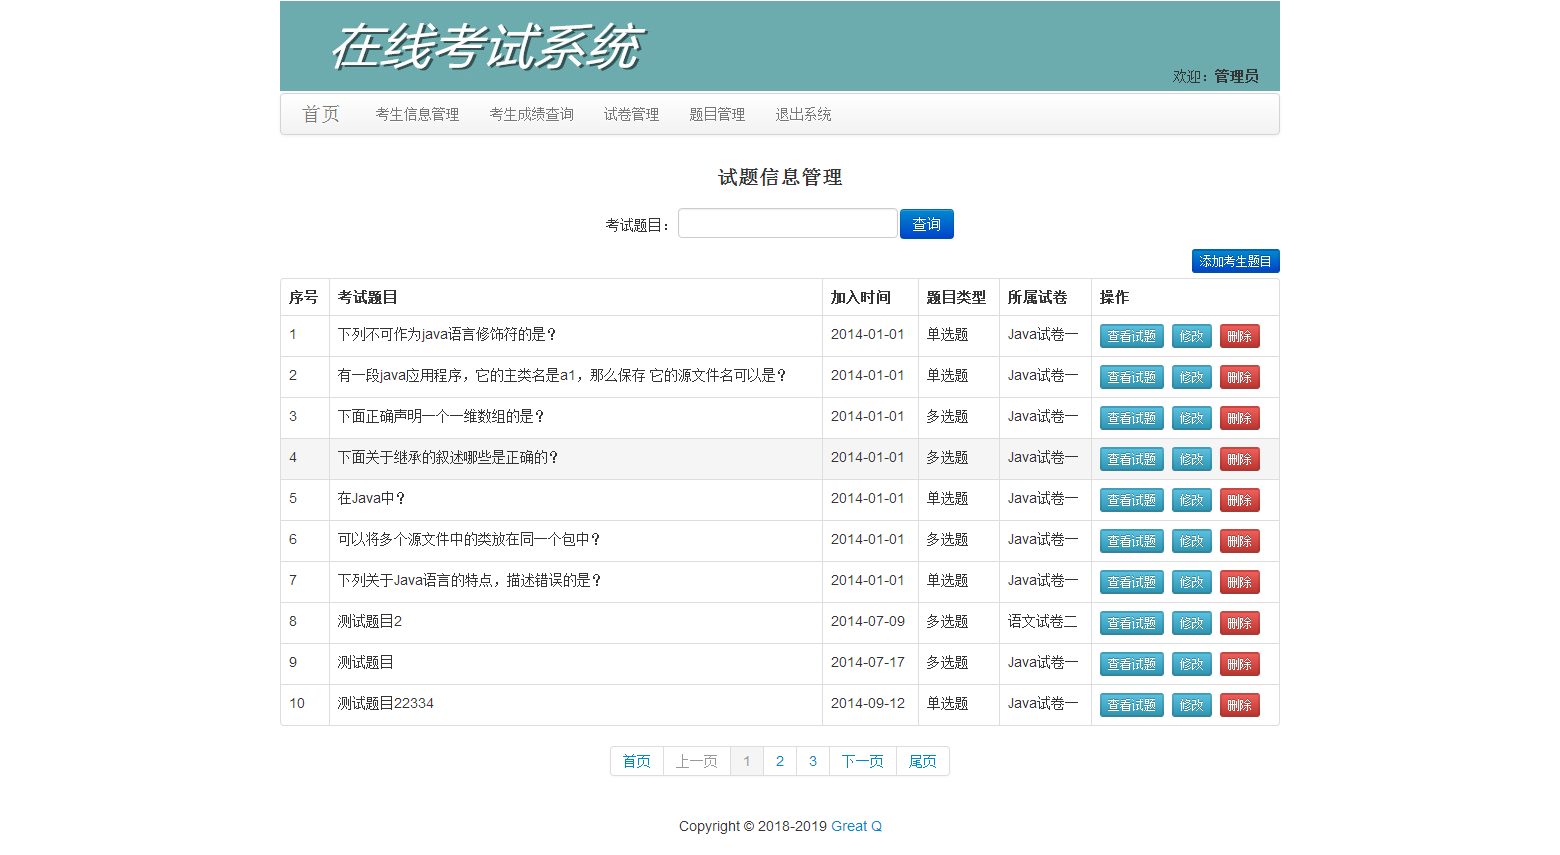 在线考试系统
欢迎：管理员
首页 考生信息管理 考生成绩查询 试卷管理 题目管理 退出系统
试题信息管理
考试题目： 查询
添加考生题目
序号 考试题目 加入时间 题目类型 所属试卷 操作
1 下列不可作为java语言修饰符的是？ 2014-01-01 单选题 Java试卷一 查看试题 修改 删除
2 有一段java应用程序，它的主类名是a1，那么保存 它的源文件名可以是？ 2014-01-01 单选题 Java试卷一 查看试题 修改 删除
3 下面正确声明一个一维数组的是？ 2014-01-01 多选题 Java试卷一 查看试题 修改 删除
4 下面关于继承的叙述哪些是正确的？ 2014-01-01 多选题 Java试卷一 查看试题 修改 删除
5 在Java中？ 2014-01-01 单选题 Java试卷一 查看试题 修改 删除
6 可以将多个源文件中的类放在同一个包中？ 2014-01-01 多选题 Java试卷一 查看试题 修改 删除
7 下列关于Java语言的特点，描述错误的是？ 2014-01-01 单选题 Java试卷一 查看试题 修改 删除
8 测试题目2 2014-07-09 多选题 语文试卷二 查看试题 修改 删除
9 测试题目 2014-07-17 多选题 Java试卷一 查看试题 修改 删除
10 测试题目22334 2014-09-12 单选题 Java试卷一 查看试题 修改 删除
首页 上一页 1 2 3 下一页 尾页
Copyright © 2018-2019 Great Q